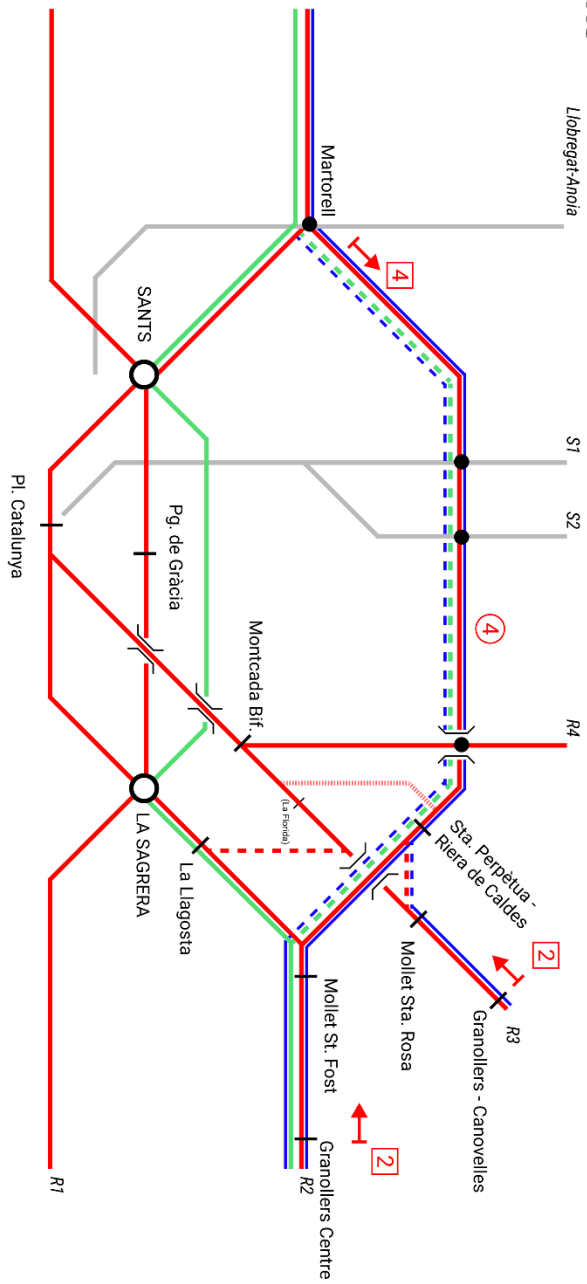 Llobregat-Anoia
S1
S2
R4
Martorell
4
4
SANTS
Pl. Catalunya
Pg. de Gràcia
Montcada Bif.
(La Florida)
LA SAGRERA
La Llagosta
Sta. Perpètua -
Riera de Caldes
Mollet Sta. Rosa
2
Granollers - Canovelles
R3
Mollet St. Fost
2
Granollers Centre
R2
R1